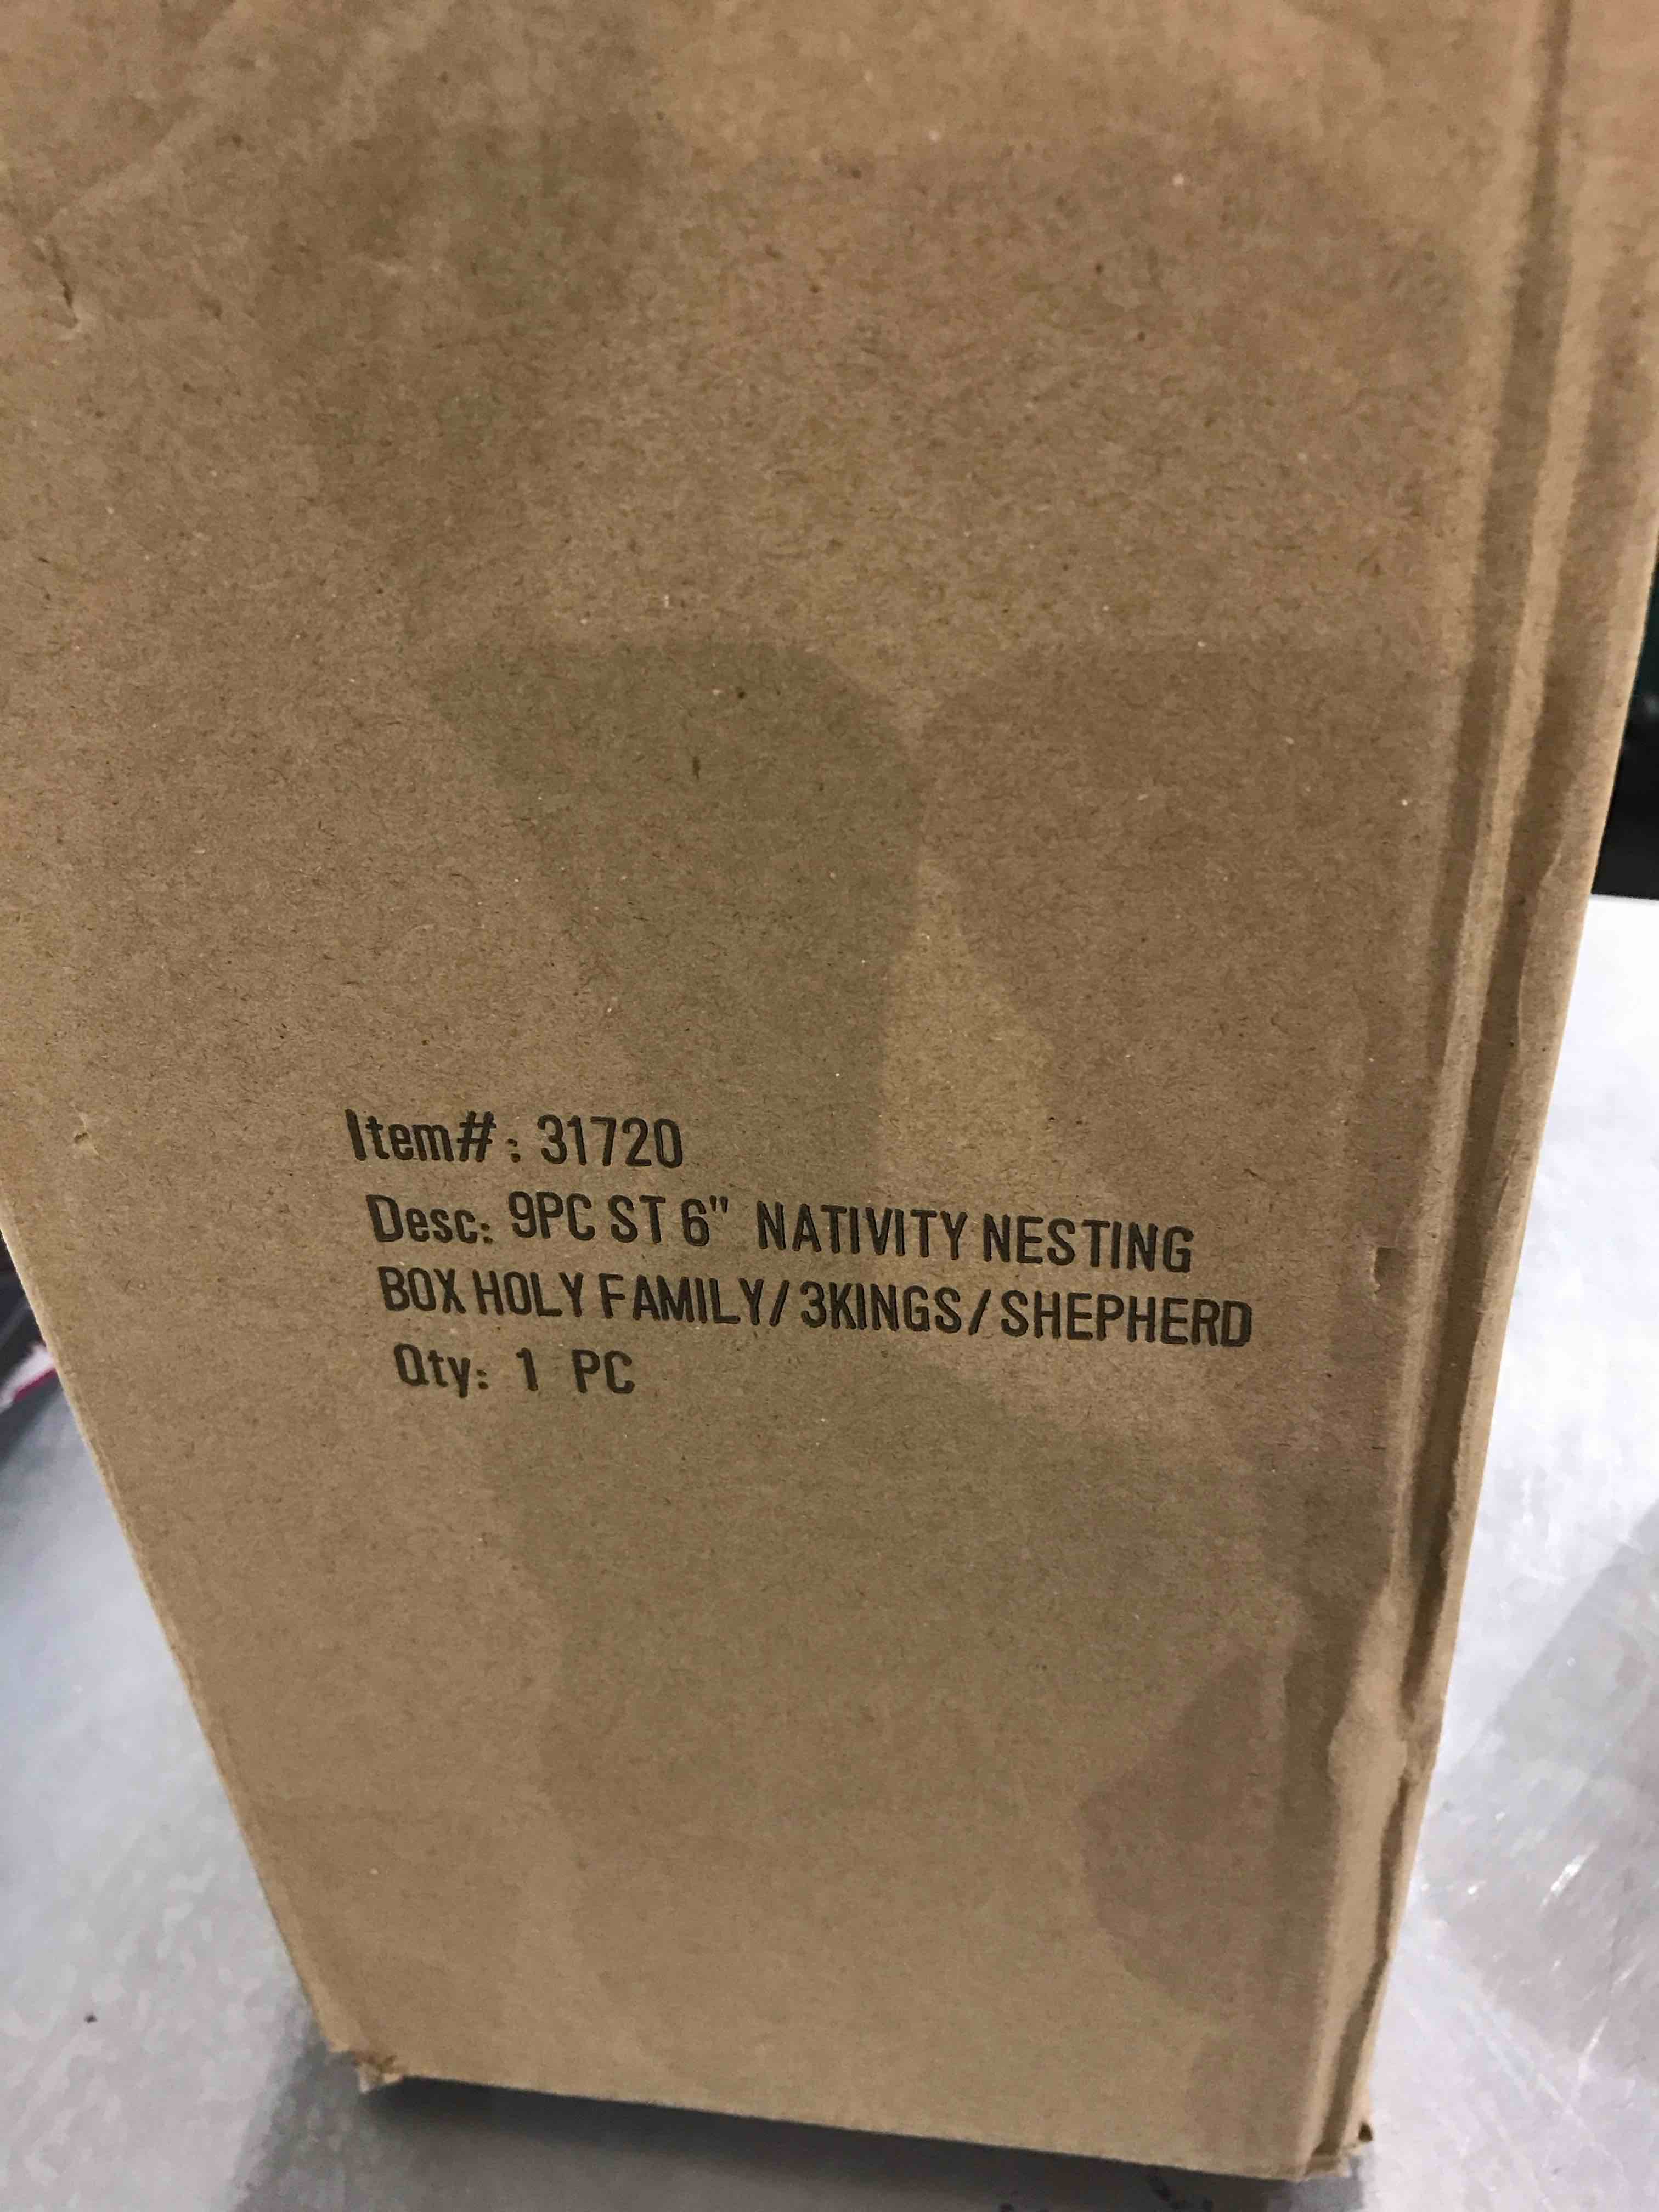 Item#: 31720
Desc: 9PC ST 6" NATIVITY NESTING
BOX HOLY FAMILY/3KINGS/SHEPHERD
Qty: 1 PC